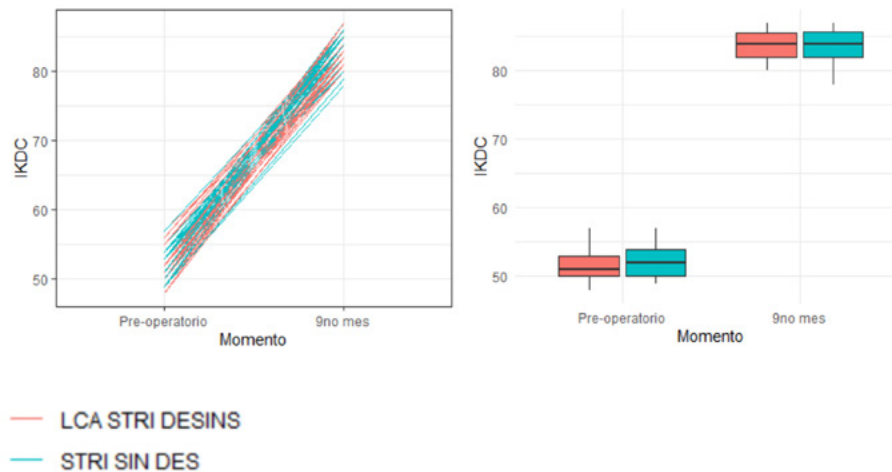 80
70
60
50
IKDC
Pre-operatorio 9no mes
Momento
80
70
60
50
IKDC
Pre-operatorio 9no mes
Momento
LCA STRI DESINS
STRI SIN DES